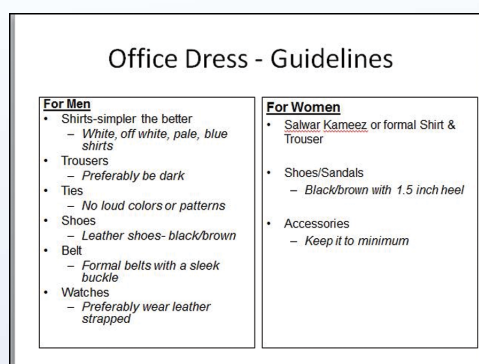 Office Dress - Guidelines
For Men
• Shirts-simpler the better
– White, off white, pale, blue
shirts
• Trousers
– Preferably be dark
• Ties
– No loud colors or patterns
• Shoes
– Leather shoes- black/brown
• Belt
– Formal belts with a sleek
buckle
• Watches
– Preferably wear leather
strapped
For Women
• Salwar Kameez or formal Shirt &
Trouser
• Shoes/Sandals
– Black/brown with 1.5 inch heel
• Accessories
– Keep it to minimum